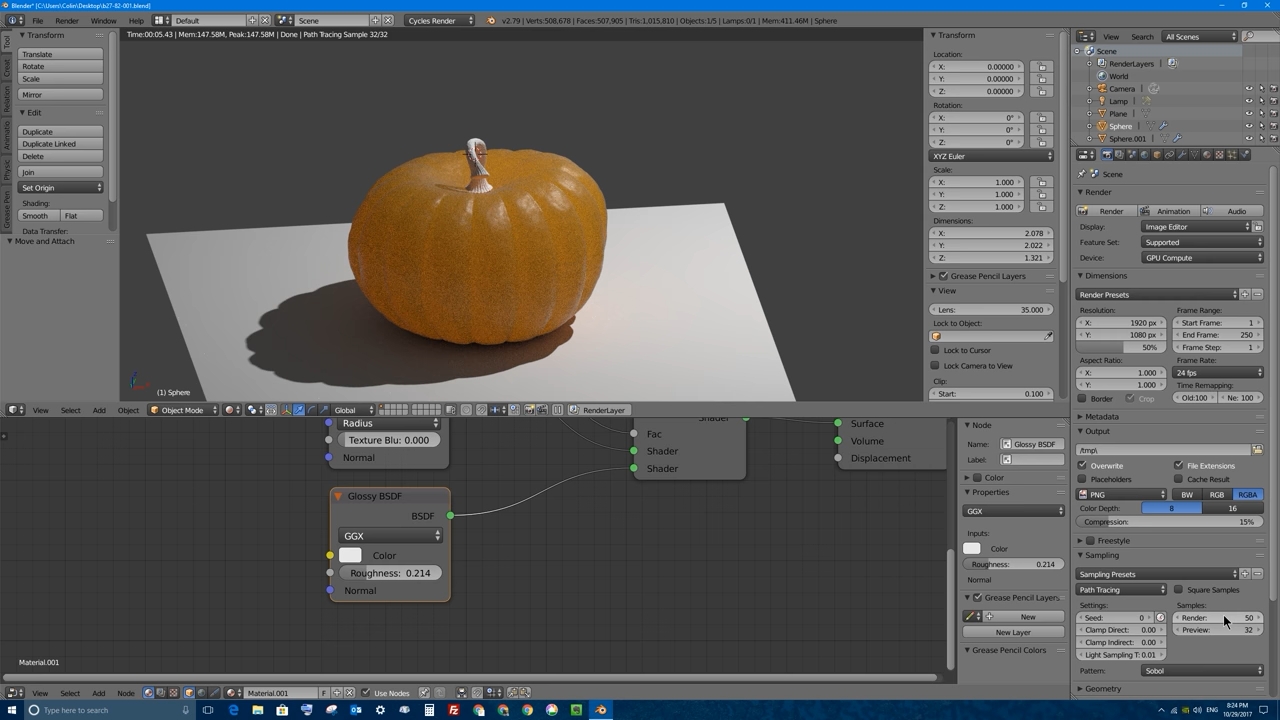 Blender* [C:\Users\Colin\Desktop\b27-82-001.blend]
File Render Window Help Default Scene Cycles Render v2.79 | Verts:508,678 | Faces:507,905 | Tris:1,015,810 | Objects:1/5 | Lamps:0/1 | Mem:411.46M | Sphere
Time:00:05.43 | Mem:147.58M, Peak:147.58M | Done | Path Tracing Sample 32/32
Transform
Translate
Rotate
Scale
Mirror
Edit
Duplicate
Duplicate Linked
Delete
Join
Set Origin
Shading:
Smooth Flat
Data Transfer:
Move and Attach
Tool
Creat
Relation
Animatio
Physic
Grease Pen
(1) Sphere
Transform
Location:
X: 0.00000
Y: 0.00000
Z: 0.00000
Rotation:
X: 0°
Y: 0°
Z: 0°
XYZ Euler
Scale:
X: 1.000
Y: 1.000
Z: 1.000
Dimensions:
X: 2.078
Y: 2.022
Z: 1.321
Grease Pencil Layers
View
Lens: 35.000
Lock to Object:
Lock to Cursor
Lock Camera to View
Clip:
Start: 0.100
View Select Add Object Object Mode Global RenderLayer
Radius
Texture Blu: 0.000
Normal
Shader
Fac
Shader
Shader
Surface
Volume
Displacement
Glossy BSDF
BSDF
GGX
Color
Roughness: 0.214
Normal
Material.001
Node
Name: Glossy BSDF
Label:
Color
Properties
GGX
Inputs:
Color
Roughness: 0.214
Normal
Grease Pencil Layers
New
New Layer
Grease Pencil Colors
View Select Add Node Material.001 F Use Nodes
View Search All Scenes
Scene
RenderLayers
World
Camera
Lamp
Plane
Sphere
Sphere.001
Scene
Render
Render Animation Audio
Display: Image Editor
Feature Set: Supported
Device: GPU Compute
Dimensions
Render Presets
Resolution: Frame Range:
X: 1920 px Start Frame: 1
Y: 1080 px End Frame: 250
50% Frame Step: 1
Aspect Ratio: Frame Rate:
X: 1.000 24 fps
Y: 1.000 Time Remapping:
Border Crop Old:100 Ne: 100
Metadata
Output
/tmp\
Overwrite File Extensions
Placeholders Cache Result
PNG BW RGB RGBA
Color Depth: 8 16
Compression: 15%
Freestyle
Sampling
Sampling Presets
Path Tracing Square Samples
Settings: Samples:
Seed: 0 Render: 50
Clamp Direct: 0.00 Preview: 32
Clamp Indirect: 0.00
Light Sampling T: 0.01
Pattern: Sobol
Geometry
Type here to search
ENG
8:24 PM
10/29/2017